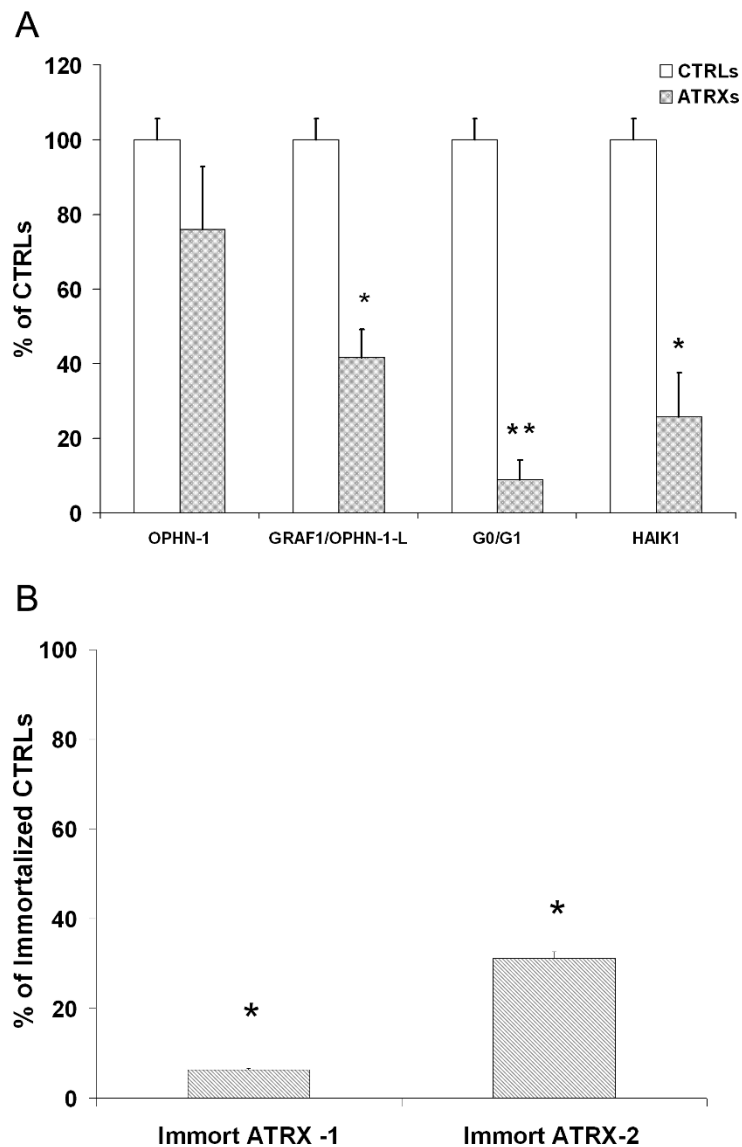 A
% of CTRLs
120
100
80
60
40
20
0
CTRLs
ATRXs
*
**
*
OPHN-1 GRAF1/OPHN-1-L G0/G1 HAIK1
B
% of Immortalized CTRLs
100
80
60
40
20
0
*
*
Immort ATRX -1 Immort ATRX-2